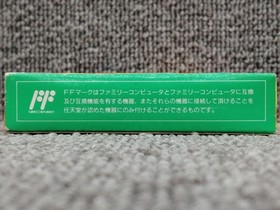 FFマークはファミリーコンピュータとファミリーコンピュータに互換
及び互換機能を有する機器、またそれらの機器に接続して頂けることを
任天堂が認めた機器にのみ付けることができるものです。